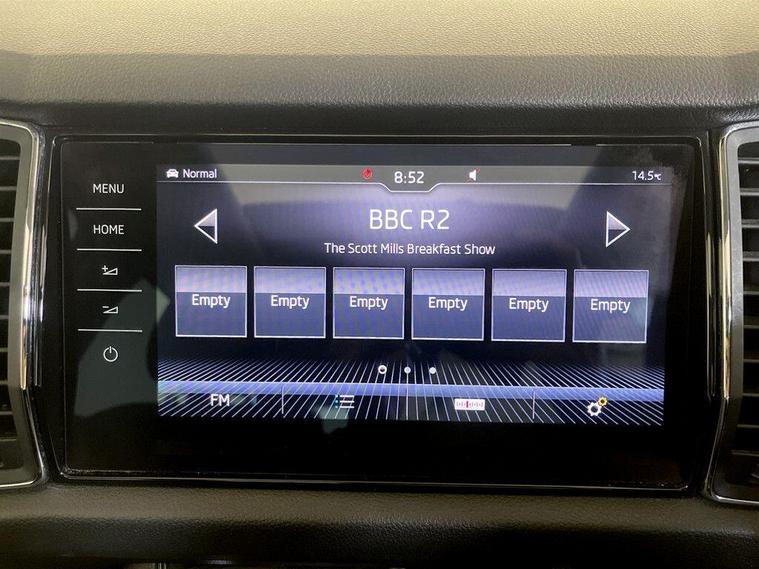 MENU
HOME
Normal
8:52
14.5°C
BBC R2
The Scott Mills Breakfast Show
Empty Empty Empty Empty Empty Empty
FM